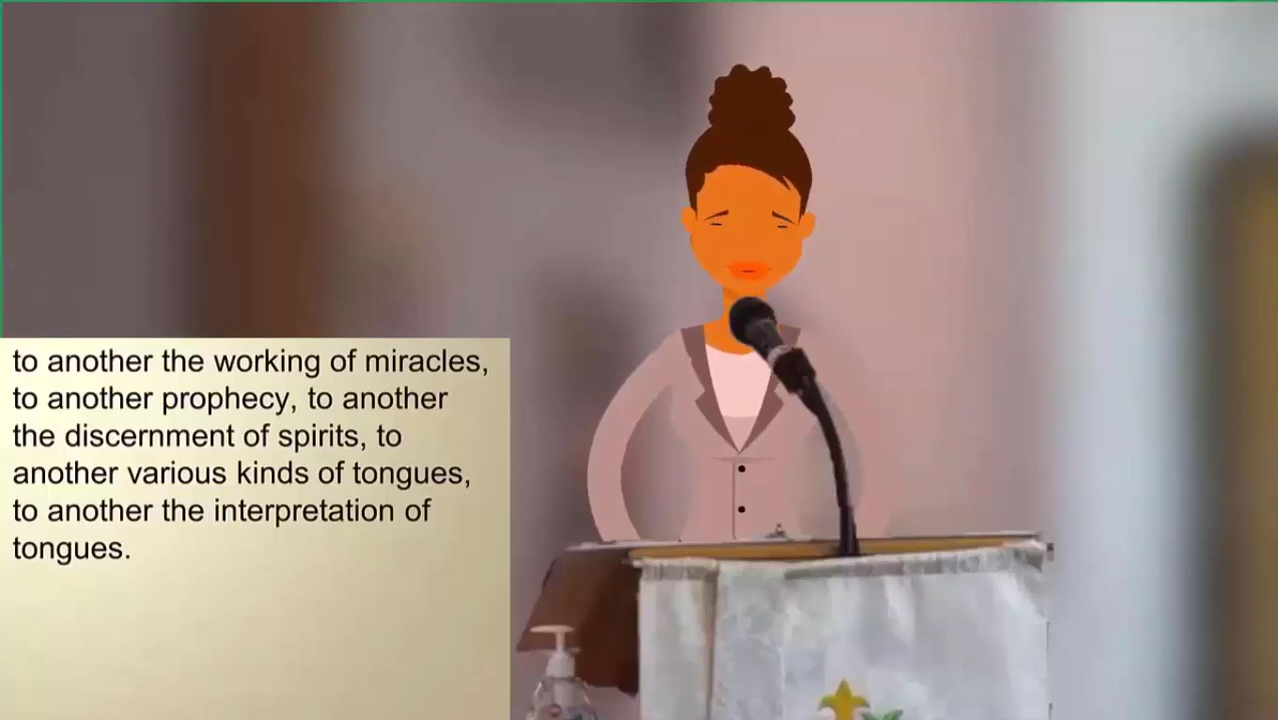 to another the working of miracles,
to another prophecy, to another
the discernment of spirits, to
another various kinds of tongues,
to another the interpretation of
tongues.